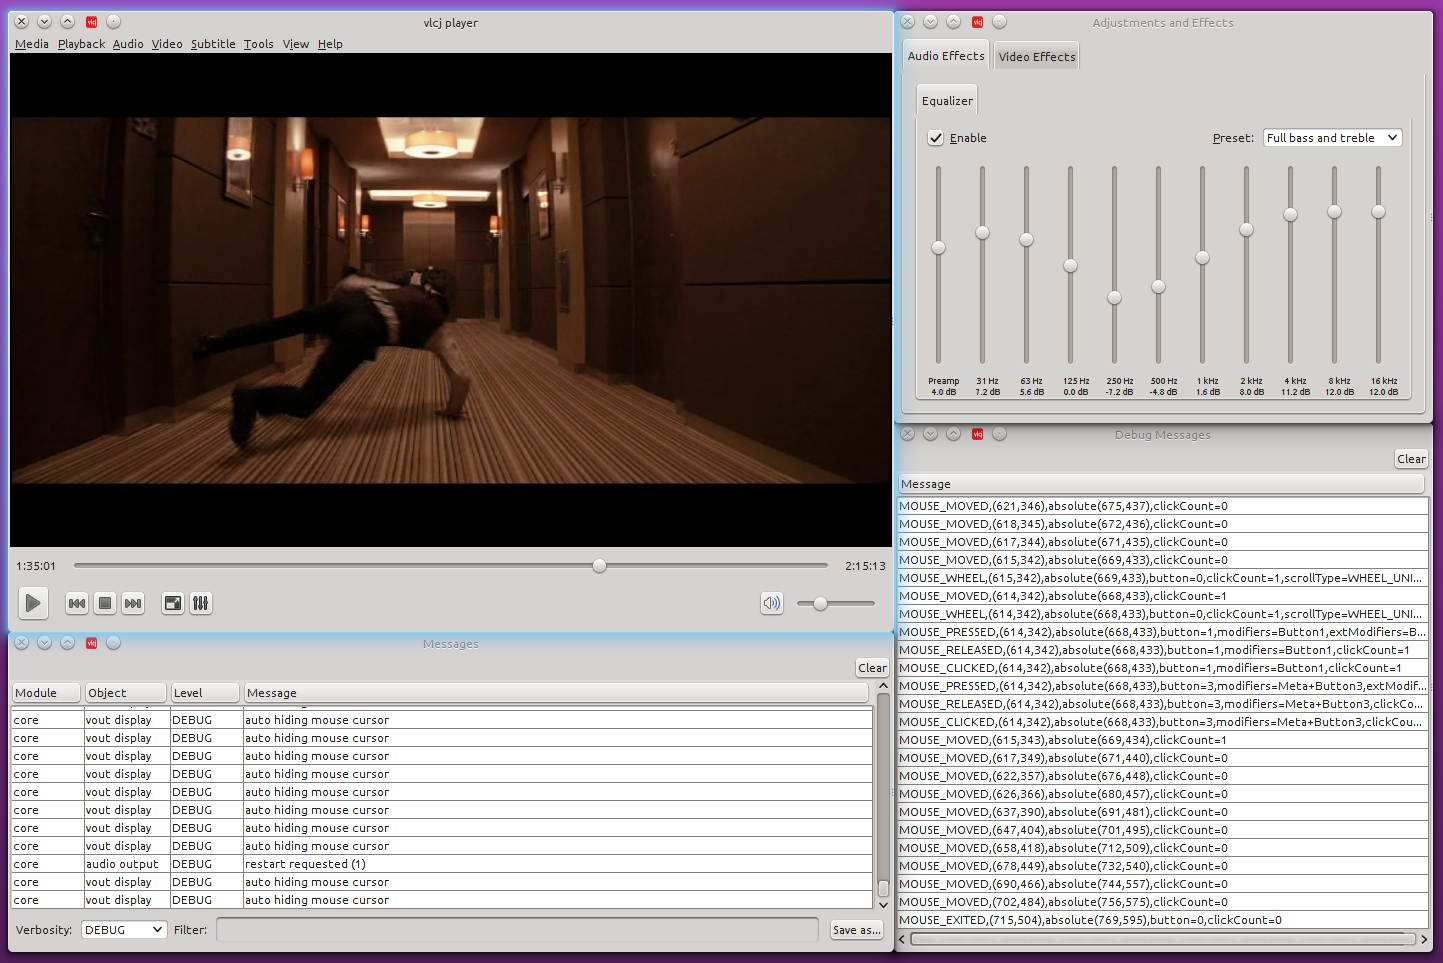 vlcj player
Media Playback Audio Video Subtitle Tools View Help
1:35:01 2:15:13
Adjustments and Effects
Audio Effects Video Effects
Equalizer
Enable Preset: Full bass and treble
Preamp 31 Hz 63 Hz 125 Hz 250 Hz 500 Hz 1 kHz 2 kHz 4 kHz 8 kHz 16 kHz
4.0 dB 7.2 dB 5.6 dB 0.0 dB -7.2 dB -4.8 dB 1.6 dB 8.0 dB 11.2 dB 12.0 dB 12.0 dB
Messages
Clear
Module Object Level Message
core vout display DEBUG auto hiding mouse cursor
core vout display DEBUG auto hiding mouse cursor
core vout display DEBUG auto hiding mouse cursor
core vout display DEBUG auto hiding mouse cursor
core vout display DEBUG auto hiding mouse cursor
core vout display DEBUG auto hiding mouse cursor
core vout display DEBUG auto hiding mouse cursor
core vout display DEBUG auto hiding mouse cursor
core audio output DEBUG restart requested (1)
core vout display DEBUG auto hiding mouse cursor
core vout display DEBUG auto hiding mouse cursor
Verbosity: DEBUG Filter: Save as...
Debug Messages
Clear
Message
MOUSE_MOVED,(621,346),absolute(675,437),clickCount=0
MOUSE_MOVED,(618,345),absolute(672,436),clickCount=0
MOUSE_MOVED,(617,344),absolute(671,435),clickCount=0
MOUSE_MOVED,(615,342),absolute(669,433),clickCount=0
MOUSE_WHEEL,(615,342),absolute(669,433),button=0,clickCount=1,scrollType=WHEEL_UNI...
MOUSE_MOVED,(614,342),absolute(668,433),clickCount=1
MOUSE_WHEEL,(614,342),absolute(668,433),button=0,clickCount=1,scrollType=WHEEL_UNI...
MOUSE_PRESSED,(614,342),absolute(668,433),button=1,modifiers=Button1,extModifiers=B...
MOUSE_RELEASED,(614,342),absolute(668,433),button=1,modifiers=Button1,clickCount=1
MOUSE_CLICKED,(614,342),absolute(668,433),button=1,modifiers=Button1,clickCount=1
MOUSE_PRESSED,(614,342),absolute(668,433),button=3,modifiers=Meta+Button3,extModif...
MOUSE_RELEASED,(614,342),absolute(668,433),button=3,modifiers=Meta+Button3,clickCo...
MOUSE_CLICKED,(614,342),absolute(668,433),button=3,modifiers=Meta+Button3,clickCou...
MOUSE_MOVED,(615,343),absolute(669,434),clickCount=1
MOUSE_MOVED,(617,349),absolute(671,440),clickCount=0
MOUSE_MOVED,(622,357),absolute(676,448),clickCount=0
MOUSE_MOVED,(626,366),absolute(680,457),clickCount=0
MOUSE_MOVED,(637,390),absolute(691,481),clickCount=0
MOUSE_MOVED,(647,404),absolute(701,495),clickCount=0
MOUSE_MOVED,(658,418),absolute(712,509),clickCount=0
MOUSE_MOVED,(678,449),absolute(732,540),clickCount=0
MOUSE_MOVED,(690,466),absolute(744,557),clickCount=0
MOUSE_MOVED,(702,484),absolute(756,575),clickCount=0
MOUSE_EXITED,(715,504),absolute(769,595),button=0,clickCount=0